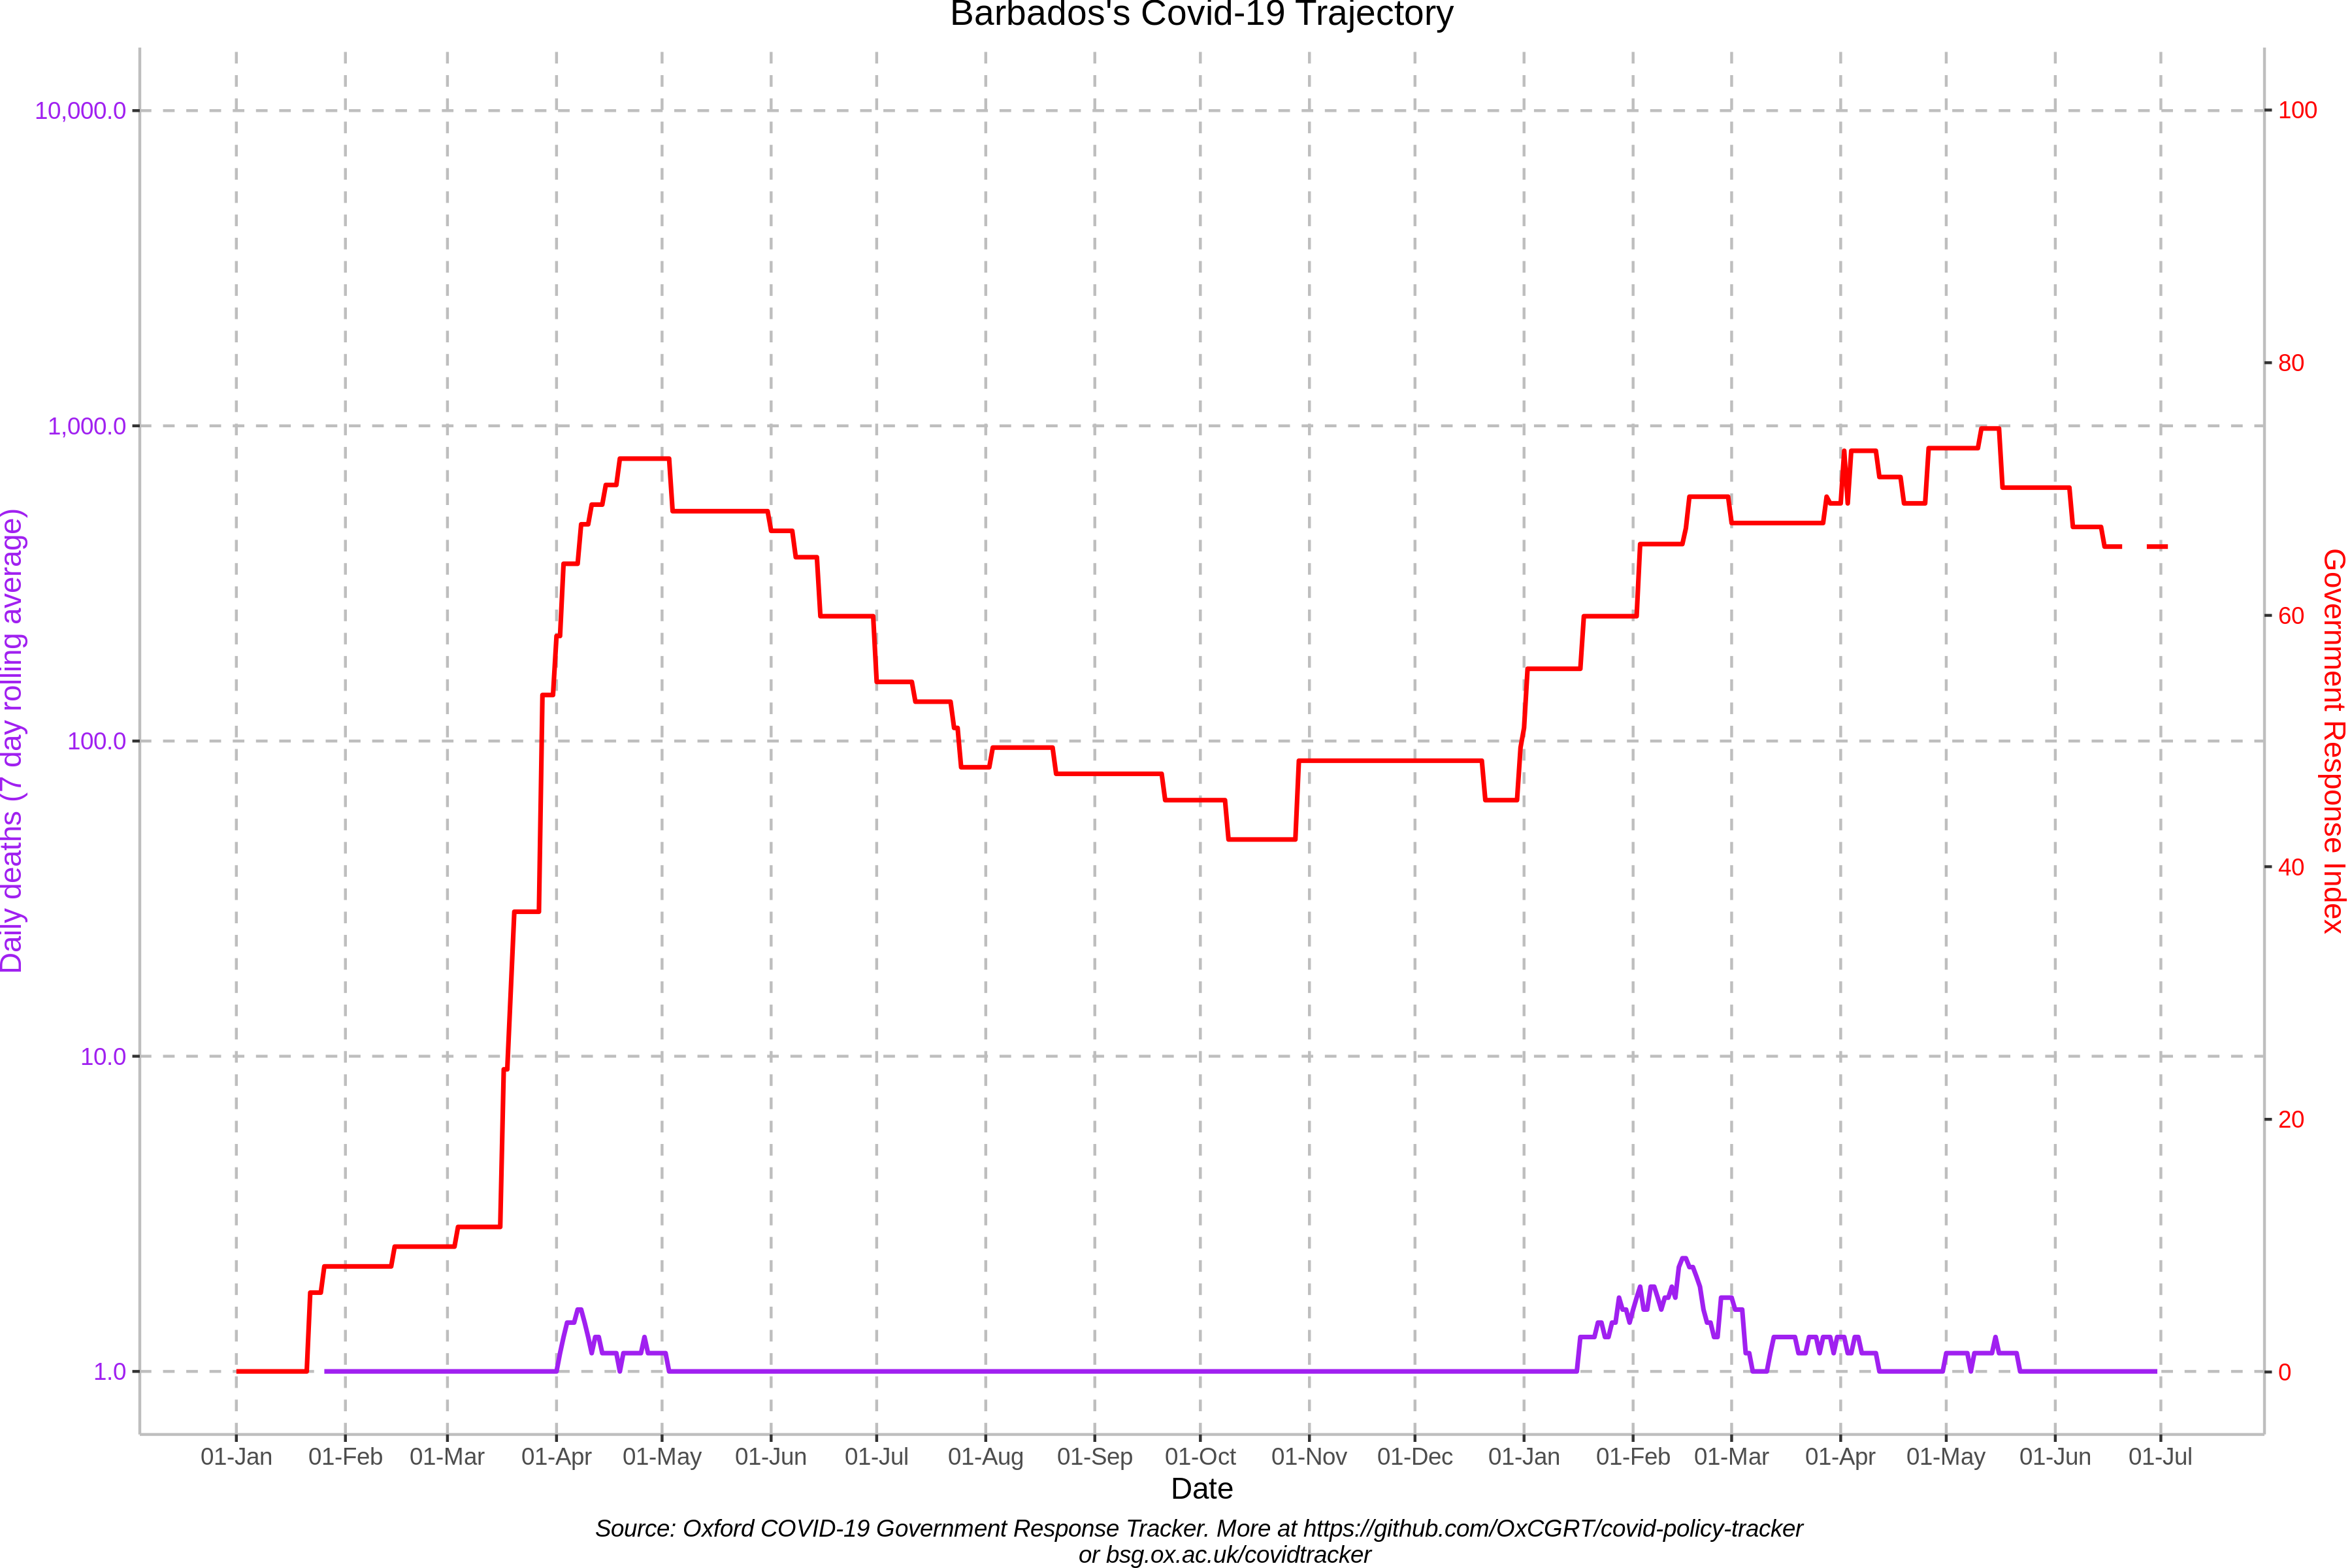 Barbados's Covid-19 Trajectory
Daily deaths (7 day rolling average)
10,000.0
1,000.0
100.0
10.0
1.0
100
80
60
40
20
0
Government Response Index
01-Jan 01-Feb 01-Mar 01-Apr 01-May 01-Jun 01-Jul 01-Aug 01-Sep 01-Oct 01-Nov 01-Dec 01-Jan 01-Feb 01-Mar 01-Apr 01-May 01-Jun 01-Jul
Date
Source: Oxford COVID-19 Government Response Tracker. More at https://github.com/OxCGRT/covid-policy-tracker
or bsg.ox.ac.uk/covidtracker